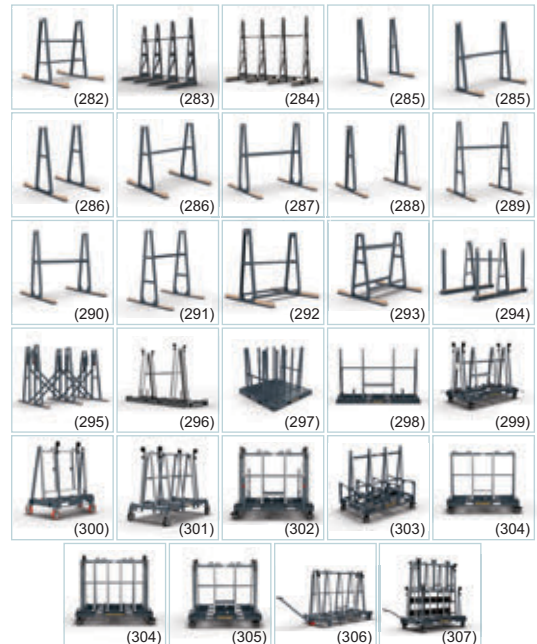 (282) (283) (284) (285) (285)
(286) (286) (287) (288) (289)
(290) (291) (292 (293) (294)
(295) (296) (297) (298) (299)
(300) (301) (302) (303) (304)
(304) (305) (306) (307)